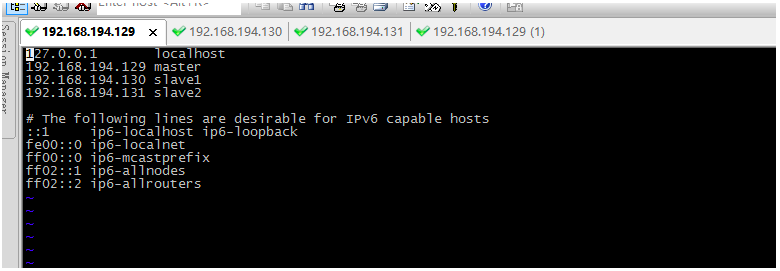 Enter host <Alt+R>
Session Manager
192.168.194.129 192.168.194.130 192.168.194.131 192.168.194.129 (1)
127.0.0.1       localhost
192.168.194.129 master
192.168.194.130 slave1
192.168.194.131 slave2
# The following lines are desirable for IPv6 capable hosts
::1     ip6-localhost ip6-loopback
fe00::0 ip6-localnet
ff00::0 ip6-mcastprefix
ff02::1 ip6-allnodes
ff02::2 ip6-allrouters
~
~
~
~
~
~